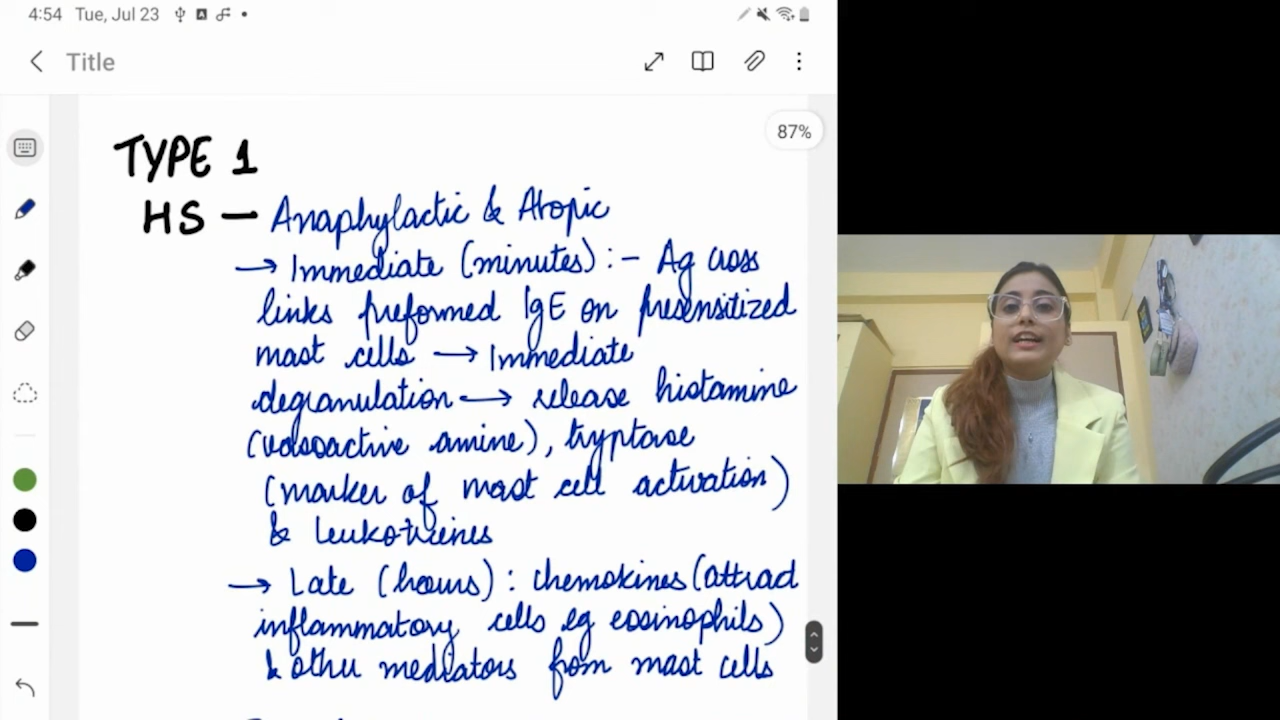 4:54 Tue, Jul 23
Title
87%
TYPE 1
HS — Anaphylactic & Atopic
→ Immediate (minutes) :- Ag cross
links preformed IgE on presensitized
mast cells → Immediate
degranulation → release histamine
(vasoactive amine), tryptase
(marker of mast cell activation)
& leukotrienes
→ Late (hours) : chemokines (attract
inflammatory cells eg eosinophils)
& other mediators from mast cells